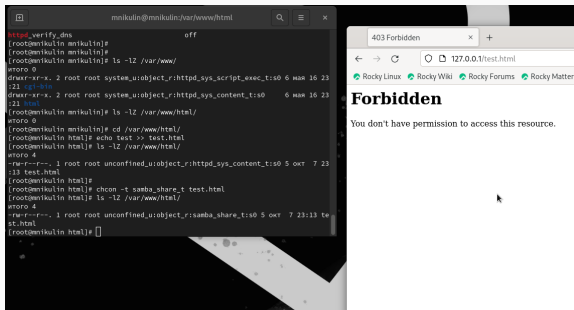 mnikulin@mnikulin:/var/www/html
httpd_verify_dns off
[root@mnikulin mnikulin]#
[root@mnikulin mnikulin]#
[root@mnikulin mnikulin]# ls -lZ /var/www/
итого 0
drwxr-xr-x. 2 root root system_u:object_r:httpd_sys_script_exec_t:s0 6 мая 16 23
:21 cgi-bin
drwxr-xr-x. 2 root root system_u:object_r:httpd_sys_content_t:s0 6 мая 16 23
:21 html
[root@mnikulin mnikulin]# ls -lZ /var/www/html/
итого 0
[root@mnikulin mnikulin]# cd /var/www/html/
[root@mnikulin html]# echo test >> test.html
[root@mnikulin html]# ls -lZ /var/www/html/
итого 4
-rw-r--r--. 1 root root unconfined_u:object_r:httpd_sys_content_t:s0 5 окт 7 23
:13 test.html
[root@mnikulin html]#
[root@mnikulin html]# chcon -t samba_share_t test.html
[root@mnikulin html]# ls -lZ /var/www/html/
итого 4
-rw-r--r--. 1 root root unconfined_u:object_r:samba_share_t:s0 5 окт 7 23:13 te
st.html
[root@mnikulin html]#
403 Forbidden
127.0.0.1/test.html
Rocky Linux Rocky Wiki Rocky Forums Rocky Matter
Forbidden
You don't have permission to access this resource.